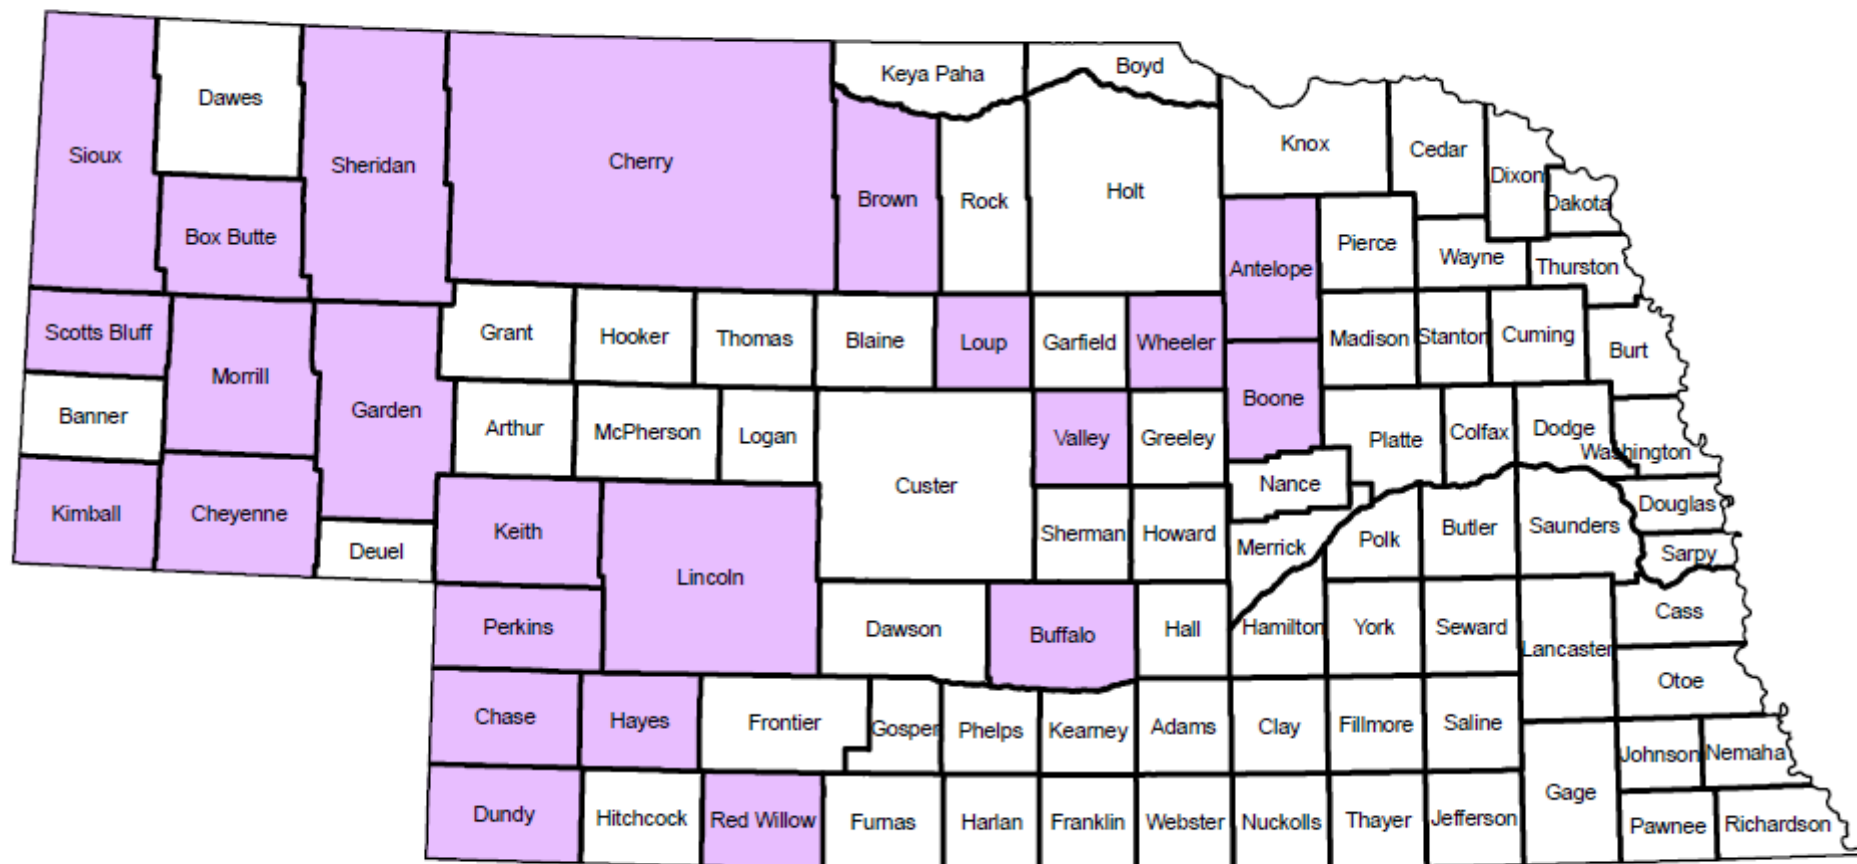 Keya Paha
Boyd
Dawes
Sioux
Sheridan
Cherry
Brown
Rock
Holt
Knox
Cedar
Dixon
Dakota
Box Butte
Antelope
Pierce
Wayne
Thurston
Scotts Bluff
Morrill
Garden
Grant
Hooker
Thomas
Blaine
Loup
Garfield
Wheeler
Madison
Stanton
Cuming
Burt
Banner
Arthur
McPherson
Logan
Custer
Valley
Greeley
Boone
Platte
Colfax
Dodge
Washington
Kimball
Cheyenne
Deuel
Keith
Lincoln
Sherman
Howard
Nance
Merrick
Polk
Butler
Saunders
Douglas
Sarpy
Perkins
Dawson
Buffalo
Hall
Hamilton
York
Seward
Lancaster
Cass
Otoe
Chase
Hayes
Frontier
Gosper
Phelps
Kearney
Adams
Clay
Fillmore
Saline
Johnson
Nemaha
Dundy
Hitchcock
Red Willow
Furnas
Harlan
Franklin
Webster
Nuckolls
Thayer
Jefferson
Gage
Pawnee
Richardson